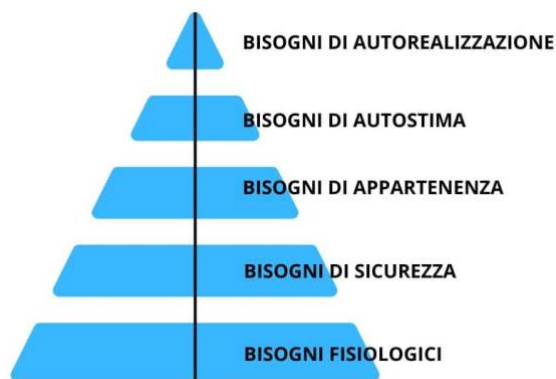 BISOGNI DI AUTOREALIZZAZIONE
BISOGNI DI AUTOSTIMA
BISOGNI DI APPARTENENZA
BISOGNI DI SICUREZZA
BISOGNI FISIOLOGICI